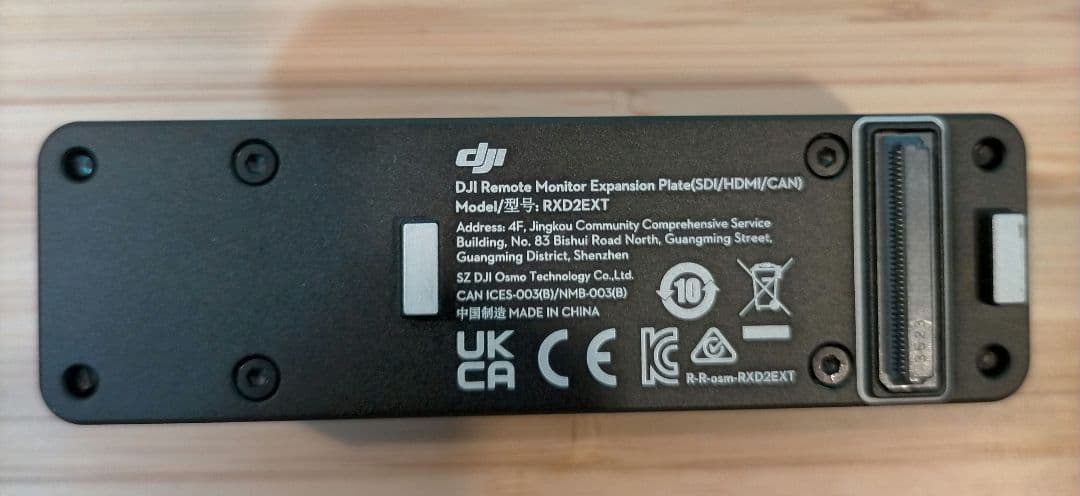 dji
DJI Remote Monitor Expansion Plate(SDI/HDMI/CAN)
Model/型号: RXD2EXT
Address: 4F, Jingkou Community Comprehensive Service
Building, No. 83 Bishui Road North, Guangming Street,
Guangming District, Shenzhen
SZ DJI Osmo Technology Co.,Ltd.
CAN ICES-003(B)/NMB-003(B)
中国制造 MADE IN CHINA
10
UK
CA
CE
KC
R-R-osm-RXD2EXT
3523